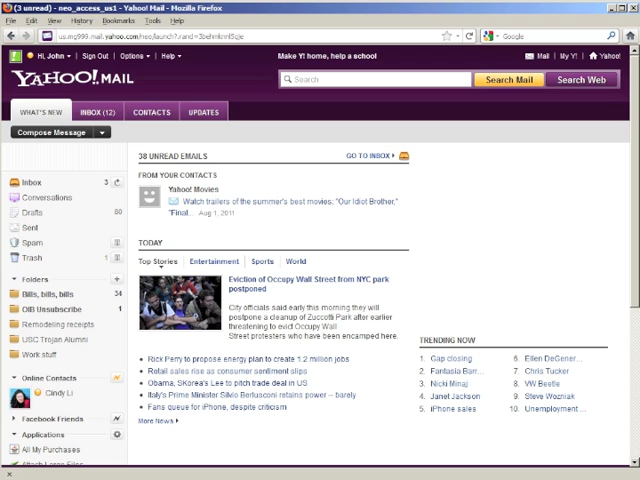 (3 unread) - neo_access_us1 - Yahoo! Mail - Mozilla Firefox
File Edit View History Bookmarks Tools Help
Google
Hi, John Sign Out Options Help Make Y! home, help a school Mail My Y! Yahoo!
YAHOO! MAIL Search Search Mail Search Web
WHAT'S NEW INBOX (12) CONTACTS UPDATES
Compose Message
38 UNREAD EMAILS GO TO INBOX
FROM YOUR CONTACTS
Yahoo! Movies
Watch trailers of the summer's best movies: "Our Idiot Brother,"
"Final... Aug 1, 2011
Inbox 3
Conversations
Drafts 60
Sent
Spam
Trash 1
Folders
Bills, bills, bills 34
OIB Unsubscribe 1
Remodeling receipts
USC Trojan Alumni
Work stuff
Online Contacts
Cindy Li
Facebook Friends
Applications
All My Purchases
Attach Large Files
TODAY
Top Stories Entertainment Sports World
Eviction of Occupy Wall Street from NYC park
postponed
City officials said early this morning they will
postpone a cleanup of Zuccotti Park after earlier
threatening to evict Occupy Wall
Street protesters who have been encamped here.
Rick Perry to propose energy plan to create 1.2 million jobs
Retail sales rise as consumer sentiment slips
Obama, SKorea's Lee to pitch trade deal in US
Italy's Prime Minister Silvio Berlusconi retains power -- barely
Fans queue for iPhone, despite criticism
More News
TRENDING NOW
1. Gap closing
2. Fantasia Barr...
3. Nicki Minaj
4. Janet Jackson
5. iPhone sales
6. Ellen DeGener...
7. Chris Tucker
8. VW Beetle
9. Steve Wozniak
10. Unemployment ...